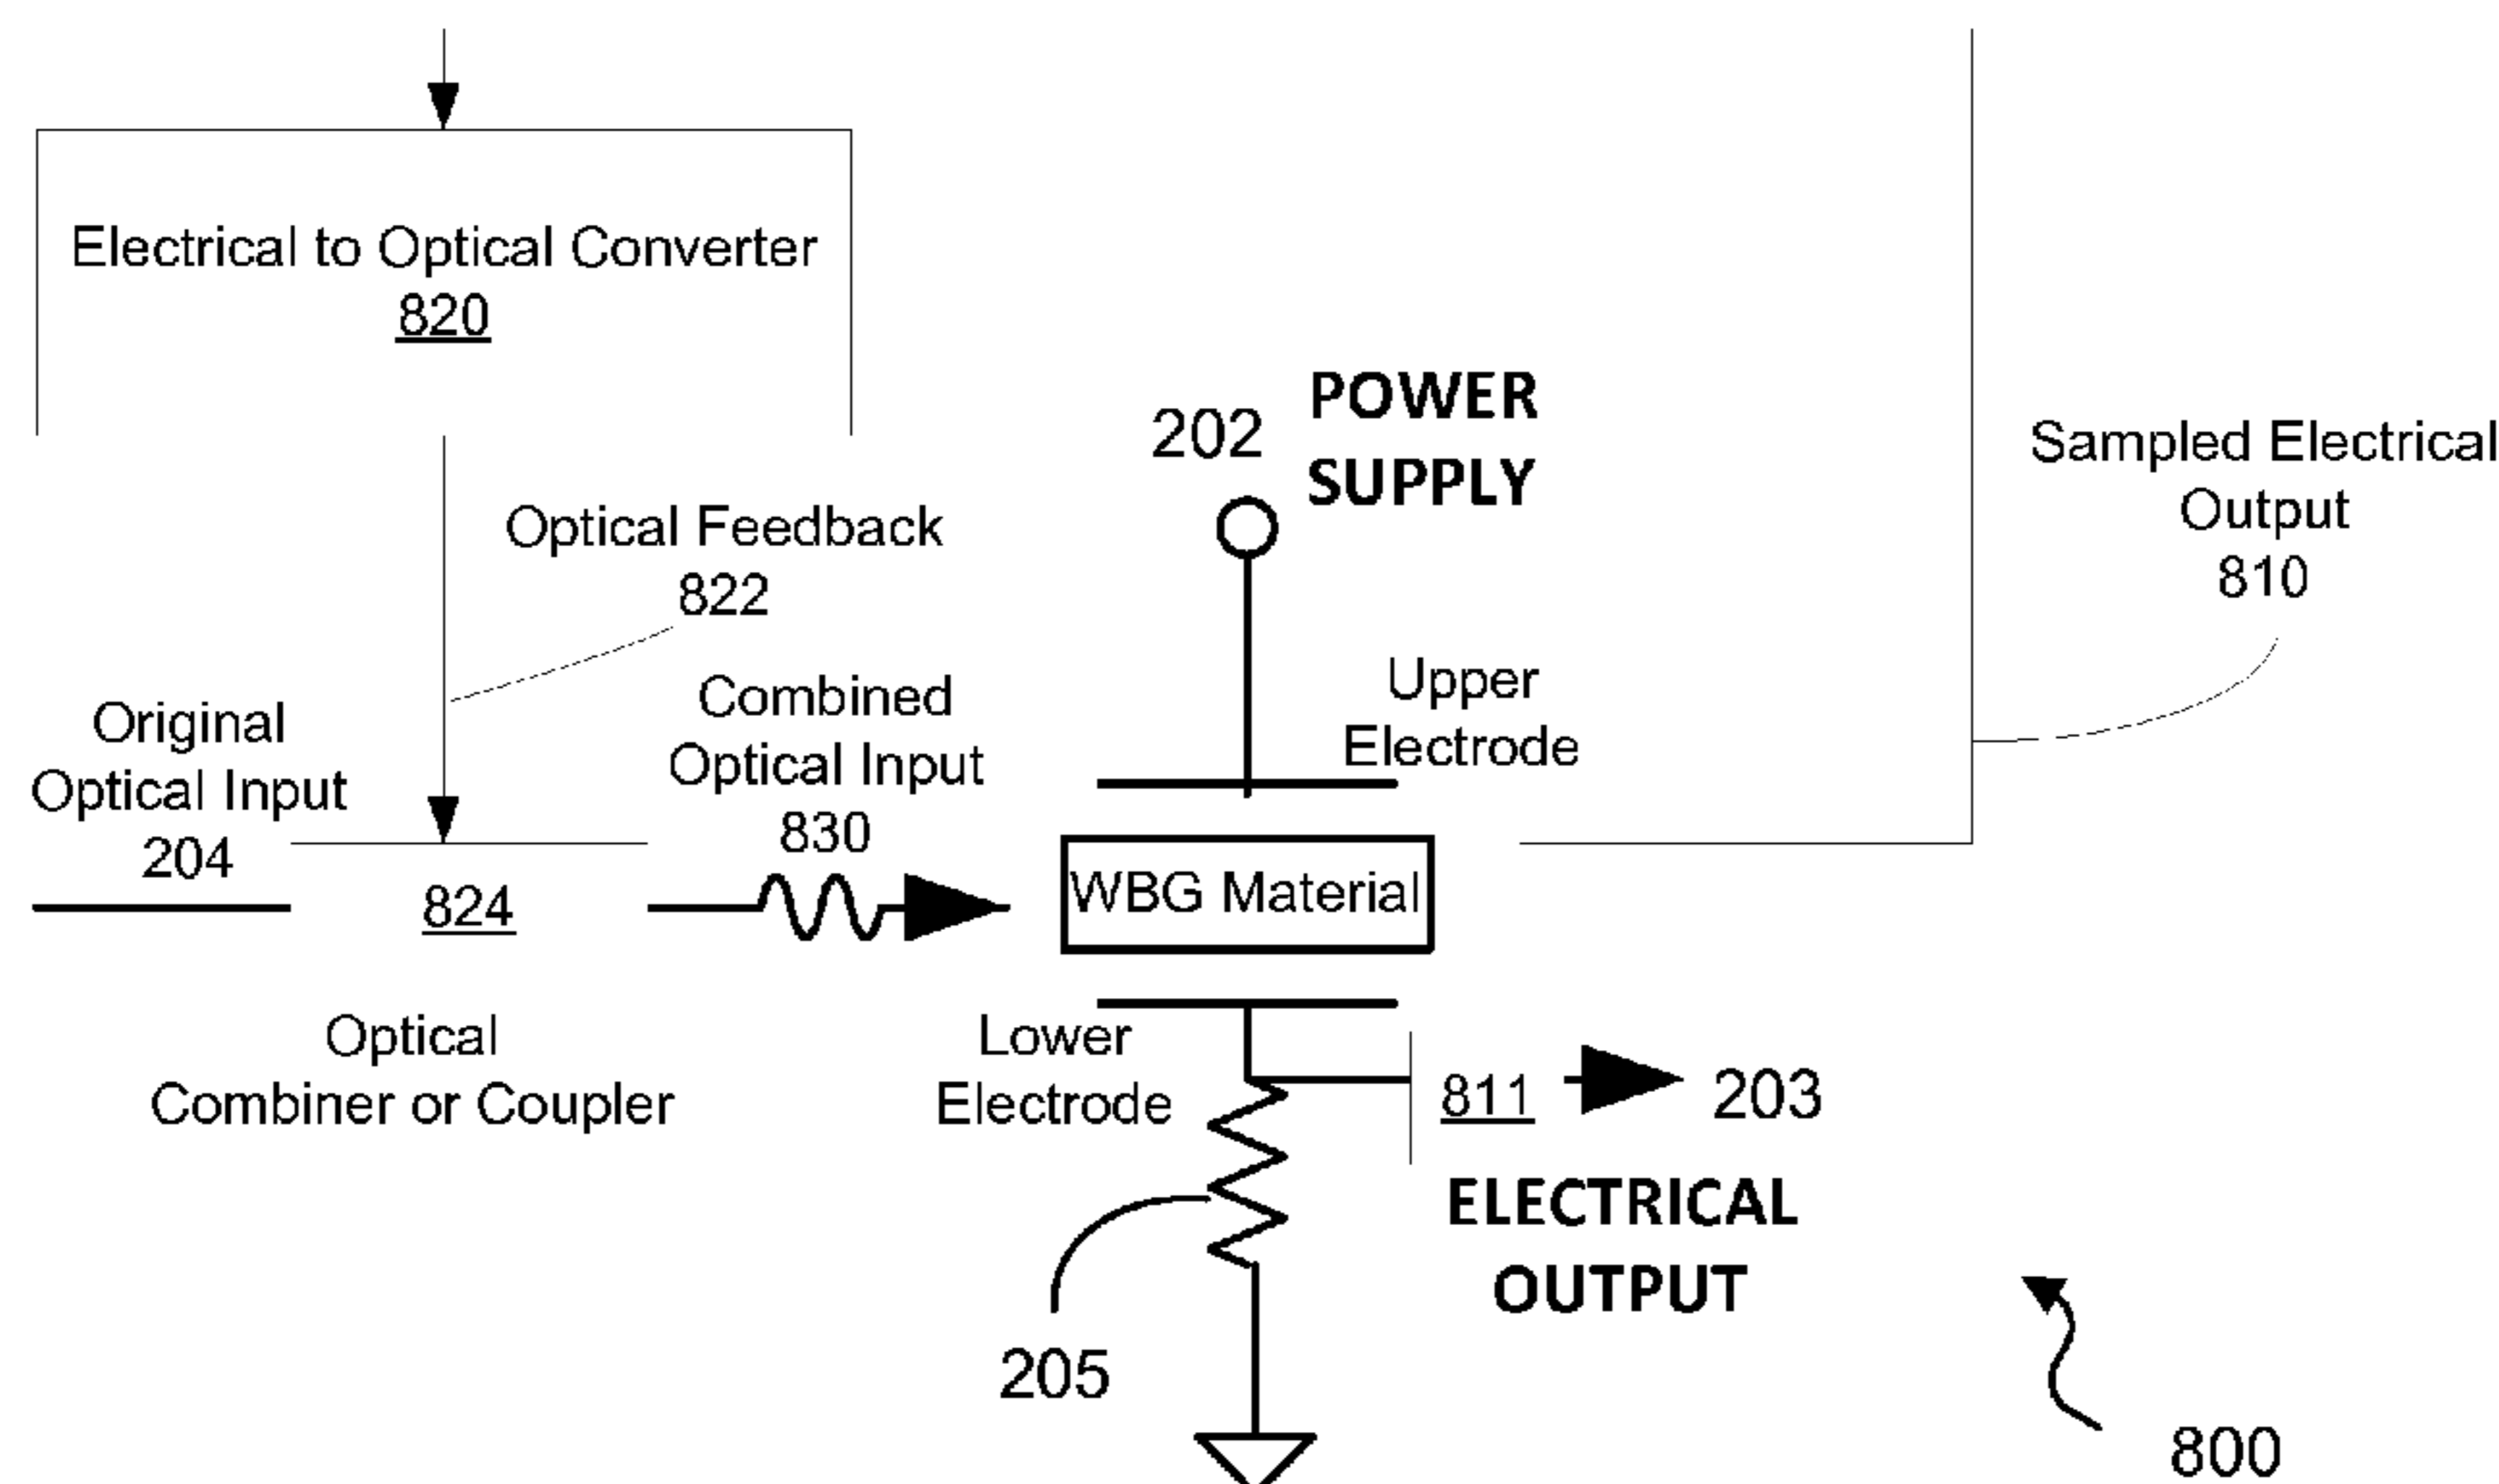 Electrical to Optical Converter
820
POWER
SUPPLY
202
Sampled Electrical
Output
810
Optical Feedback
822
Original
Optical Input
204
Combined
Optical Input
830
Upper
Electrode
824
WBG Material
Optical
Combiner or Coupler
Lower
Electrode
811
203
ELECTRICAL
OUTPUT
205
800